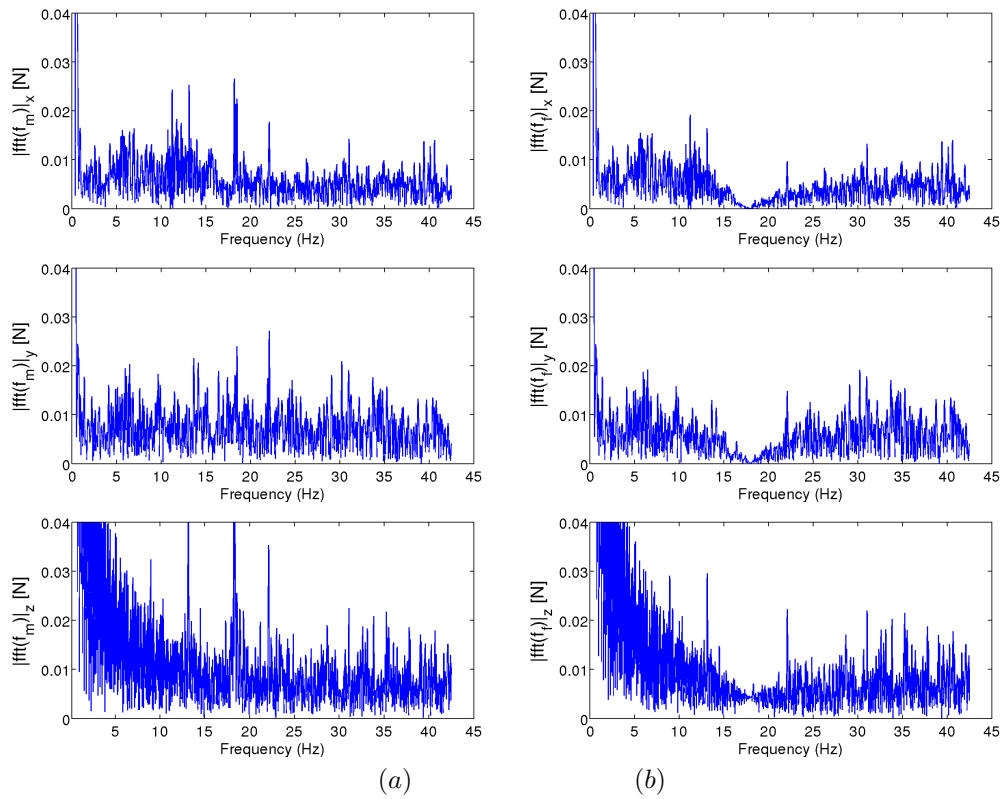 0.04
0.03
0.02
0.01
0
|fft(f_m)|_x [N]
5 10 15 20 25 30 35 40 45
Frequency (Hz)
0.04
0.03
0.02
0.01
0
|fft(f_f)|_x [N]
5 10 15 20 25 30 35 40 45
Frequency (Hz)
0.04
0.03
0.02
0.01
0
|fft(f_m)|_y [N]
5 10 15 20 25 30 35 40 45
Frequency (Hz)
0.04
0.03
0.02
0.01
0
|fft(f_f)|_y [N]
5 10 15 20 25 30 35 40 45
Frequency (Hz)
0.04
0.03
0.02
0.01
0
|fft(f_m)|_z [N]
5 10 15 20 25 30 35 40 45
Frequency (Hz)
0.04
0.03
0.02
0.01
0
|fft(f_f)|_z [N]
5 10 15 20 25 30 35 40 45
Frequency (Hz)
(a)
(b)